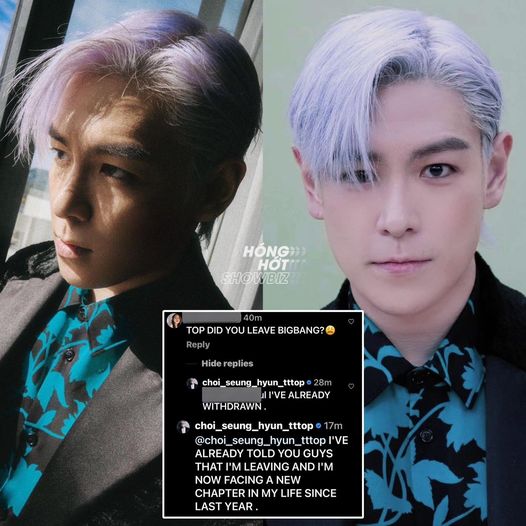 HÓNG
HỚT
SHOWBIZ
40m
TOP DID YOU LEAVE BIGBANG?😩
Reply
Hide replies
choi_seung_hyun_tttop 28m
ul I'VE ALREADY
WITHDRAWN .
choi_seung_hyun_tttop 17m
@choi_seung_hyun_tttop I'VE
ALREADY TOLD YOU GUYS
THAT I'M LEAVING AND I'M
NOW FACING A NEW
CHAPTER IN MY LIFE SINCE
LAST YEAR .